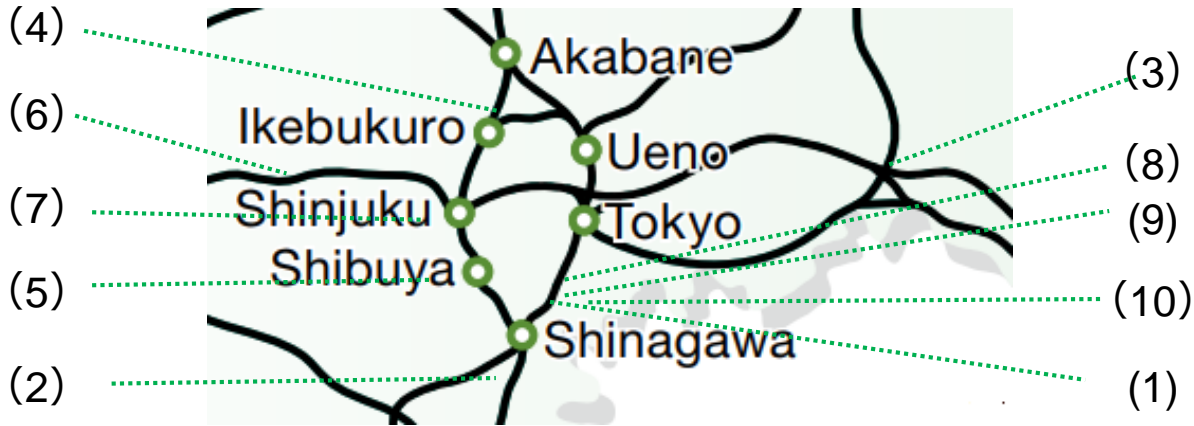 (4)
Akabane
(3)
(6)
Ikebukuro
Ueno
(8)
(7)
Shinjuku
Tokyo
(9)
(5)
Shibuya
(10)
Shinagawa
(2)
(1)